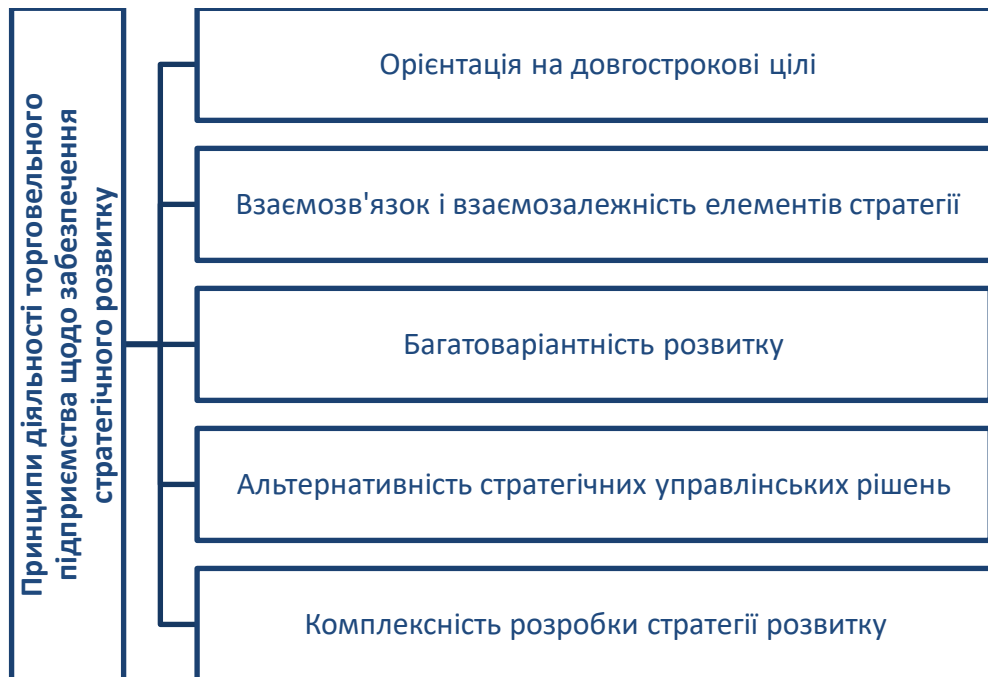 Принципи діяльності торговельного
підприємства щодо забезпечення
стратегічного розвитку
Орієнтація на довгострокові цілі
Взаємозв'язок і взаємозалежність елементів стратегії
Багатоваріантність розвитку
Альтернативність стратегічних управлінських рішень
Комплексність розробки стратегії розвитку